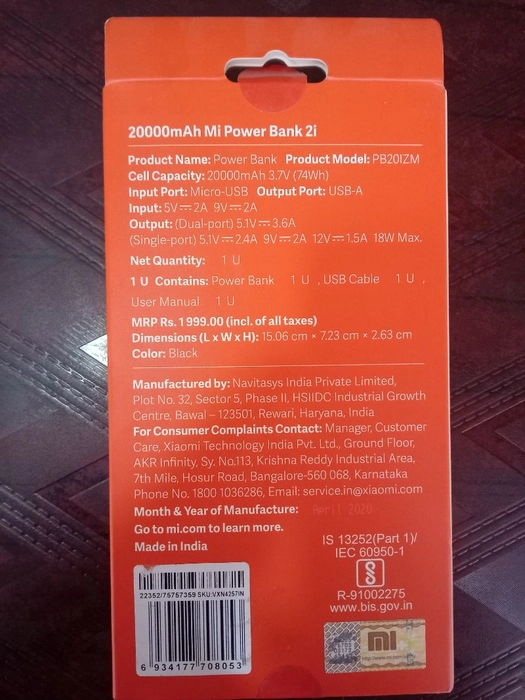 20000mAh Mi Power Bank 2i
Product Name: Power Bank Product Model: PB20IZM
Cell Capacity: 20000mAh 3.7V (74Wh)
Input Port: Micro-USB Output Port: USB-A
Input: 5V⎓2A 9V⎓2A
Output: (Dual-port) 5.1V⎓3.6A
(Single-port) 5.1V⎓2.4A 9V⎓2A 12V⎓1.5A 18W Max.
Net Quantity: 1 U
1 U Contains: Power Bank 1 U , USB Cable 1 U ,
User Manual 1 U
MRP Rs. 1 999.00 (incl. of all taxes)
Dimensions (L x W x H): 15.06 cm × 7.23 cm × 2.63 cm
Color: Black
Manufactured by: Navitasys India Private Limited,
Plot No. 32, Sector 5, Phase II, HSIIDC Industrial Growth
Centre, Bawal – 123501, Rewari, Haryana, India
For Consumer Complaints Contact: Manager, Customer
Care, Xiaomi Technology India Pvt. Ltd., Ground Floor,
AKR Infinity, Sy. No.113, Krishna Reddy Industrial Area,
7th Mile, Hosur Road, Bangalore-560 068, Karnataka
Phone No. 1800 1036286, Email: service.in@xiaomi.com
Month & Year of Manufacture: April 2020
Go to mi.com to learn more.
Made in India
IS 13252(Part 1)/
IEC 60950-1
R-91002275
www.bis.gov.in
22352/75757359 SKU:VXN4257IN
6 934177 708053
mi